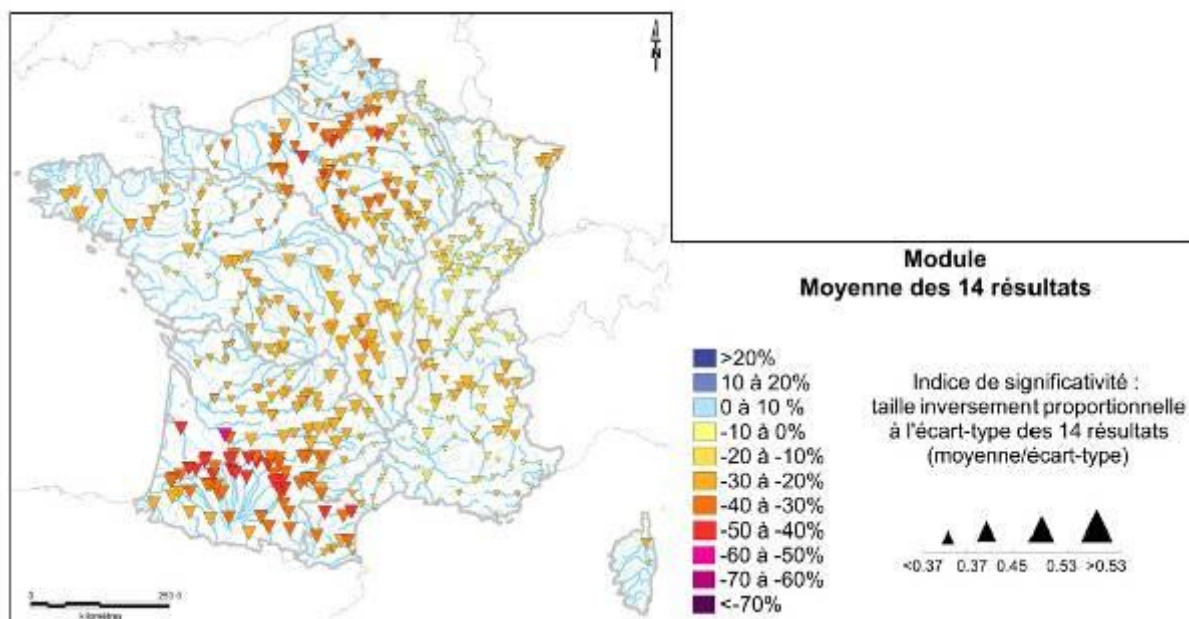 N
Module
Moyenne des 14 résultats
>20%
10 à 20%
0 à 10 %
-10 à 0%
-20 à -10%
-30 à -20%
-40 à -30%
-50 à -40%
-60 à -50%
-70 à -60%
<-70%
Indice de significativité :
taille inversement proportionnelle
à l'écart-type des 14 résultats
(moyenne/écart-type)
<0.37 0.37 0.45 0.53 >0.53
0
kilomètres